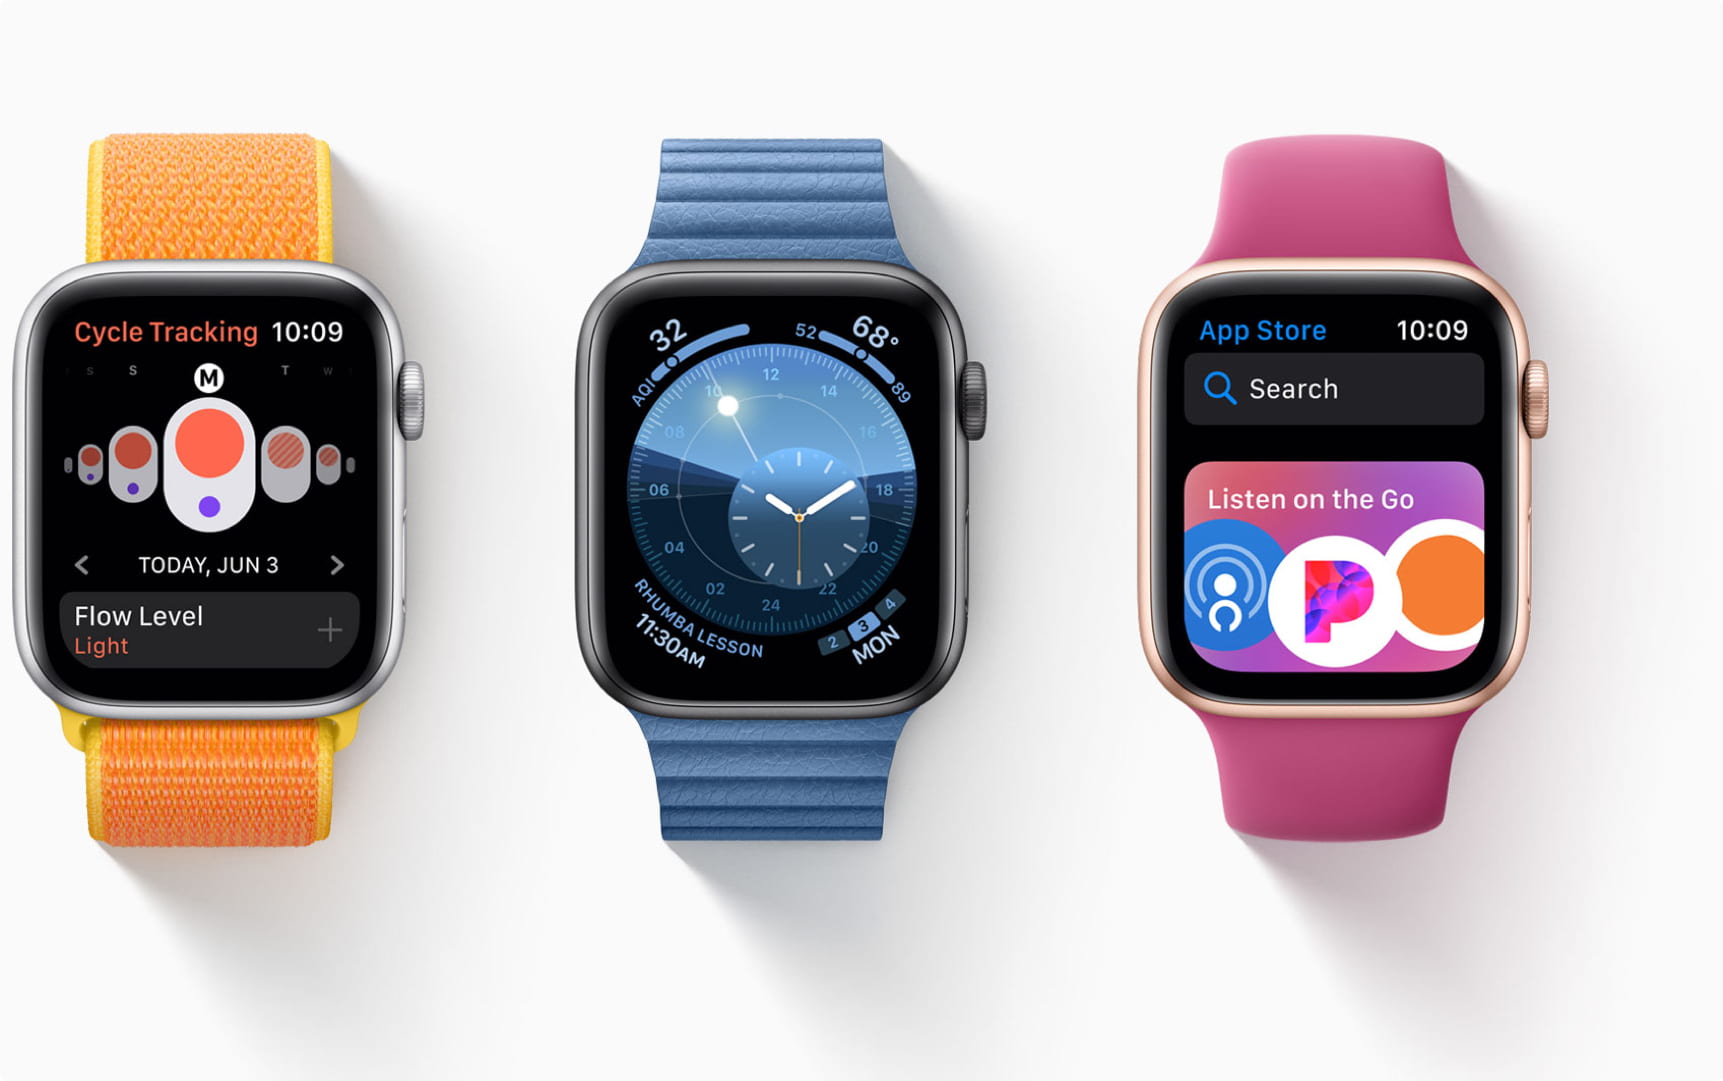 Cycle Tracking 10:09
S S M T W
TODAY, JUN 3
Flow Level
Light
32
AQI
52 68° 89
12
10 14
08 16
06 18
04 20
02 22
24
RHUMBA LESSON
11:30AM
2 3 4
MON
App Store 10:09
Search
Listen on the Go
P